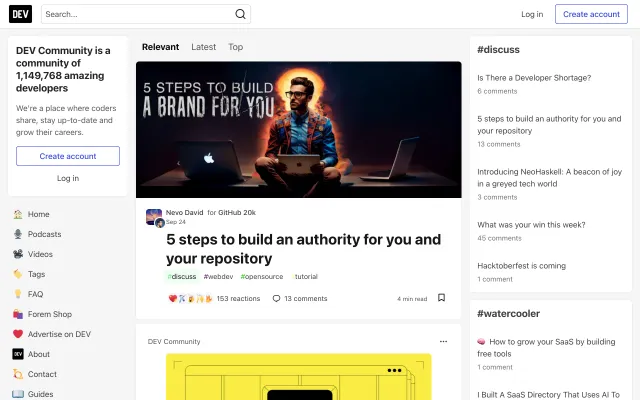 DEV
Search...
Log in
Create account
DEV Community is a
community of
1,149,768 amazing
developers
We're a place where coders
share, stay up-to-date and
grow their careers.
Create account
Log in
Home
Podcasts
Videos
Tags
FAQ
Forem Shop
Advertise on DEV
DEV
About
Contact
Guides
Relevant
Latest
Top
5 STEPS TO BUILD
A BRAND FOR YOU
Nevo David for GitHub 20k
Sep 24
5 steps to build an authority for you and
your repository
#discuss #webdev #opensource #tutorial
153 reactions
13 comments
4 min read
DEV Community
#discuss
Is There a Developer Shortage?
6 comments
5 steps to build an authority for you and
your repository
13 comments
Introducing NeoHaskell: A beacon of joy
in a greyed tech world
3 comments
What was your win this week?
45 comments
Hacktoberfest is coming
1 comment
#watercooler
How to grow your SaaS by building
free tools
1 comment
I Built A SaaS Directory That Uses AI To